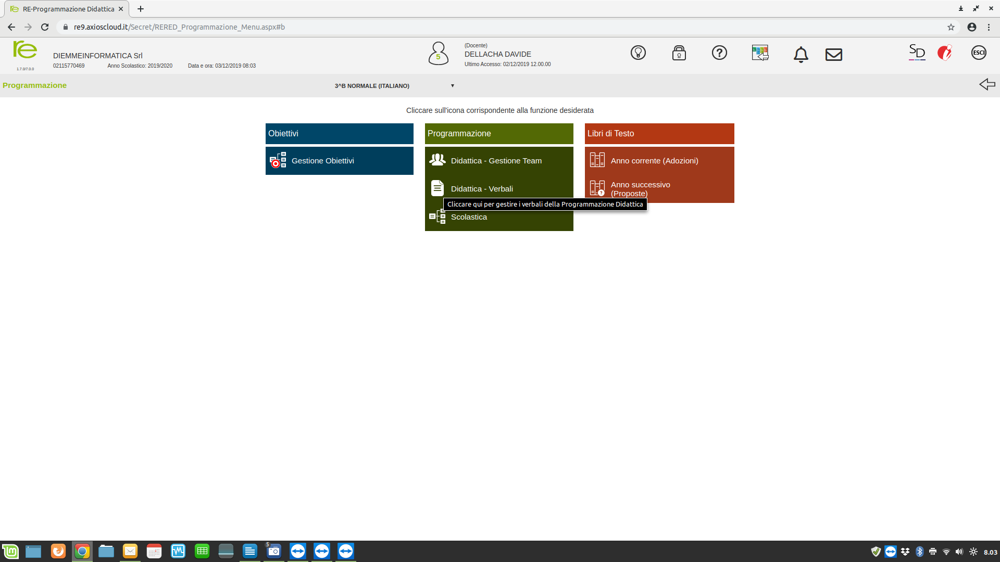 RE-Programmazione Didattica
re9.axioscloud.it/Secret/RERED_Programmazione_Menu.aspx#b
re
1.7.0/7.0.0
DIEMMEINFORMATICA Srl
02115770469 Anno Scolastico: 2019/2020 Data e ora: 03/12/2019 08:03
5
(Docente)
DELLACHA DAVIDE
Ultimo Accesso: 02/12/2019 12.00.00
SD
ESCI
Programmazione
3^B NORMALE (ITALIANO)
Cliccare sull'icona corrispondente alla funzione desiderata
Obiettivi
Gestione Obiettivi
Programmazione
Didattica - Gestione Team
Didattica - Verbali
Cliccare qui per gestire i verbali della Programmazione Didattica
Scolastica
Libri di Testo
Anno corrente (Adozioni)
Anno successivo
(Proposte)
5
8.03